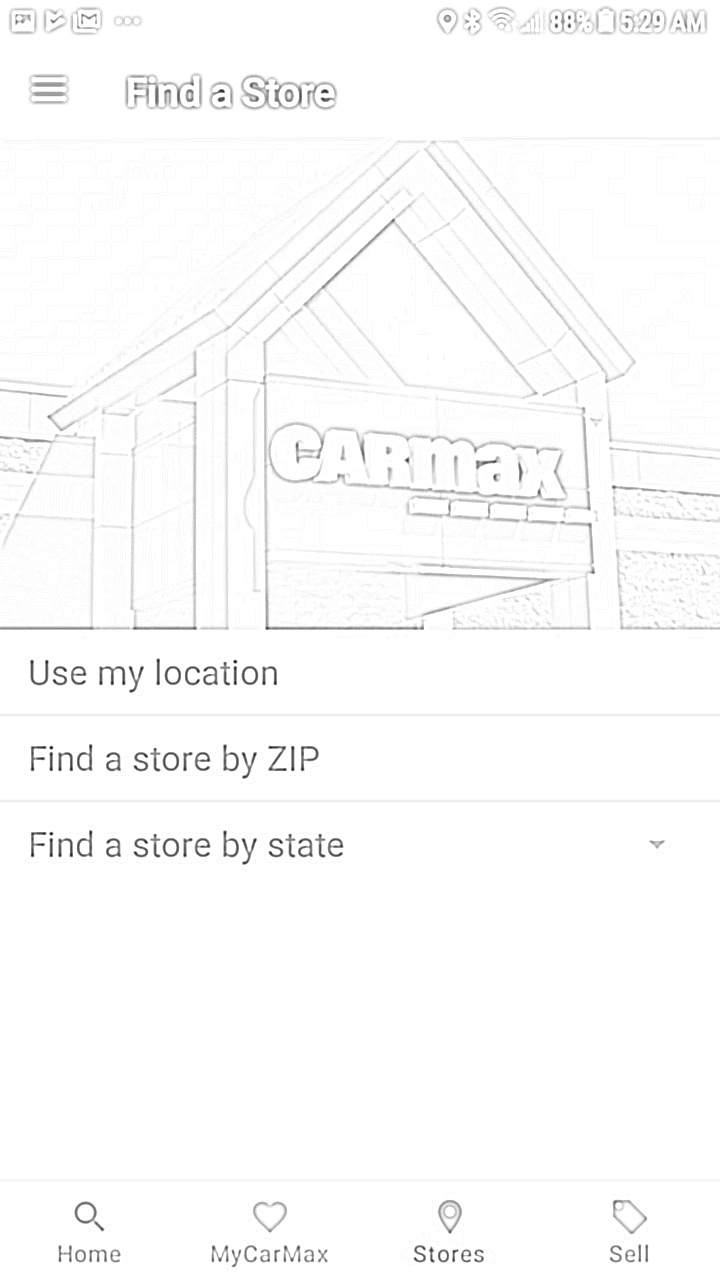 88% 5:29 AM
Find a Store
CARMAX
Use my location
Find a store by ZIP
Find a store by state
Home MyCarMax Stores Sell